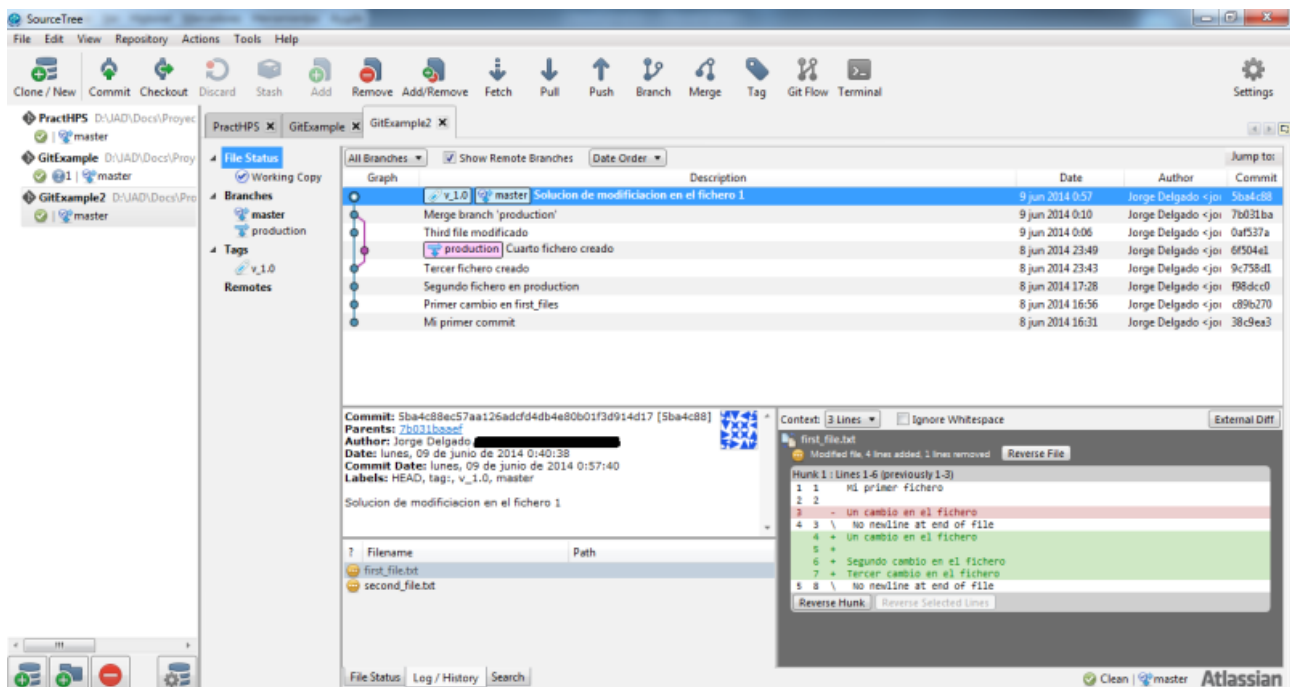 SourceTree
File Edit View Repository Actions Tools Help
Clone / New Commit Checkout Discard Stash Add Remove Add/Remove Fetch Pull Push Branch Merge Tag Git Flow Terminal Settings
PractHPS D:\JAD\Docs\Proyec
master
GitExample D:\JAD\Docs\Proy
1 master
GitExample2 D:\JAD\Docs\Pro
master
PractHPS GitExample GitExample2
File Status
Working Copy
Branches
master
production
Tags
v_1.0
Remotes
All Branches Show Remote Branches Date Order Jump to:
Graph Description Date Author Commit
v_1.0 master Solucion de modificiacion en el fichero 1 9 jun 2014 0:57 Jorge Delgado <jor 5ba4c88
Merge branch 'production' 9 jun 2014 0:10 Jorge Delgado <jor 7b031ba
Third file modificado 9 jun 2014 0:06 Jorge Delgado <jor 0af537a
production Cuarto fichero creado 8 jun 2014 23:49 Jorge Delgado <jor 6f504e1
Tercer fichero creado 8 jun 2014 23:43 Jorge Delgado <jor 9c758d1
Segundo fichero en production 8 jun 2014 17:28 Jorge Delgado <jor f98dcc0
Primer cambio en first_files 8 jun 2014 16:56 Jorge Delgado <jor c89b270
Mi primer commit 8 jun 2014 16:31 Jorge Delgado <jor 38c9ea3
Commit: 5ba4c88ec57aa126adcfd4db4e80b01f3d914d17 [5ba4c88]
Parents: 7b031baaef
Author: Jorge Delgado
Date: lunes, 09 de junio de 2014 0:40:38
Commit Date: lunes, 09 de junio de 2014 0:57:40
Labels: HEAD, tag:, v_1.0, master
Solucion de modificiacion en el fichero 1
? Filename Path
first_file.txt
second_file.txt
Context: 3 Lines Ignore Whitespace External Diff
first_file.txt
Modified file, 4 lines added, 1 lines removed Reverse File
Hunk 1 : Lines 1-6 (previously 1-3)
1 1 Mi primer fichero
2 2
3 - Un cambio en el fichero
4 3 \ No newline at end of file
4 + Un cambio en el fichero
5 +
6 + Segundo cambio en el fichero
7 + Tercer cambio en el fichero
5 8 \ No newline at end of file
Reverse Hunk Reverse Selected Lines
File Status Log / History Search
Clean master Atlassian